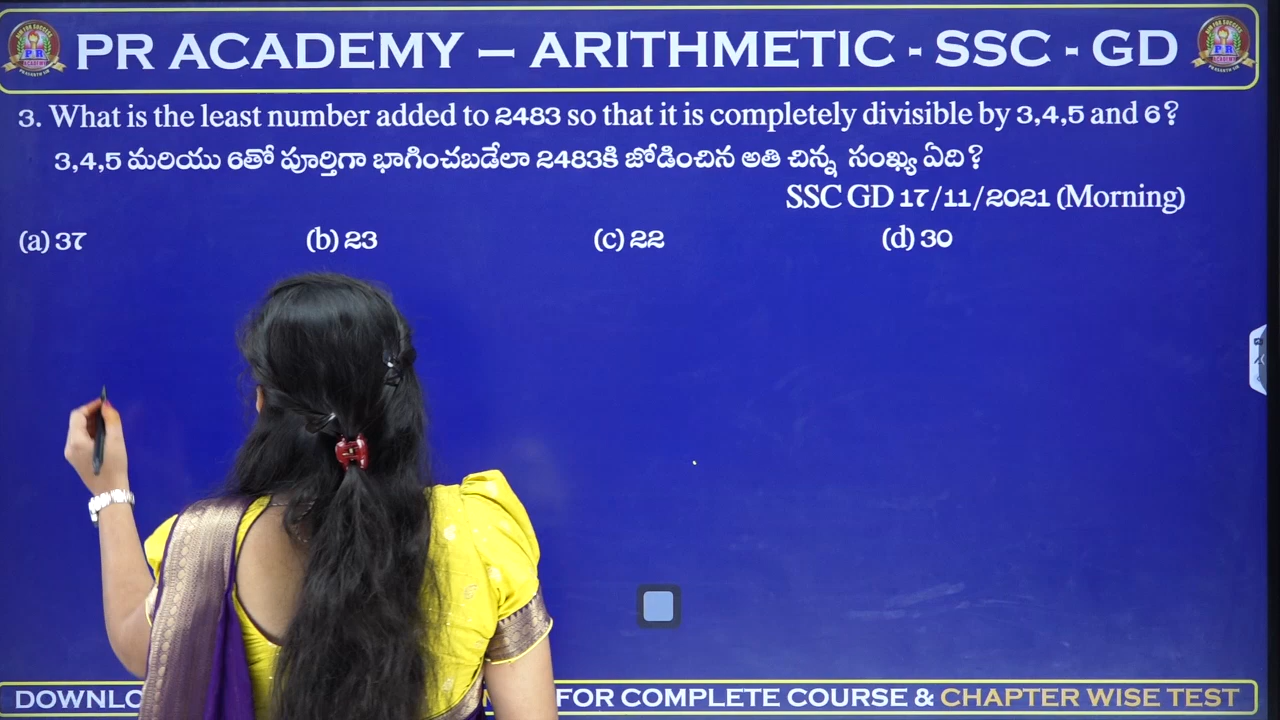 PR ACADEMY – ARITHMETIC - SSC - GD
3. What is the least number added to 2483 so that it is completely divisible by 3,4,5 and 6?
3,4,5 మరియు 6తో పూర్తిగా భాగించబడేలా 2483కి జోడించిన అతి చిన్న సంఖ్య ఏది?
SSC GD 17/11/2021 (Morning)
(a) 37 (b) 23 (c) 22 (d) 30
FOR COMPLETE COURSE & CHAPTER WISE TEST